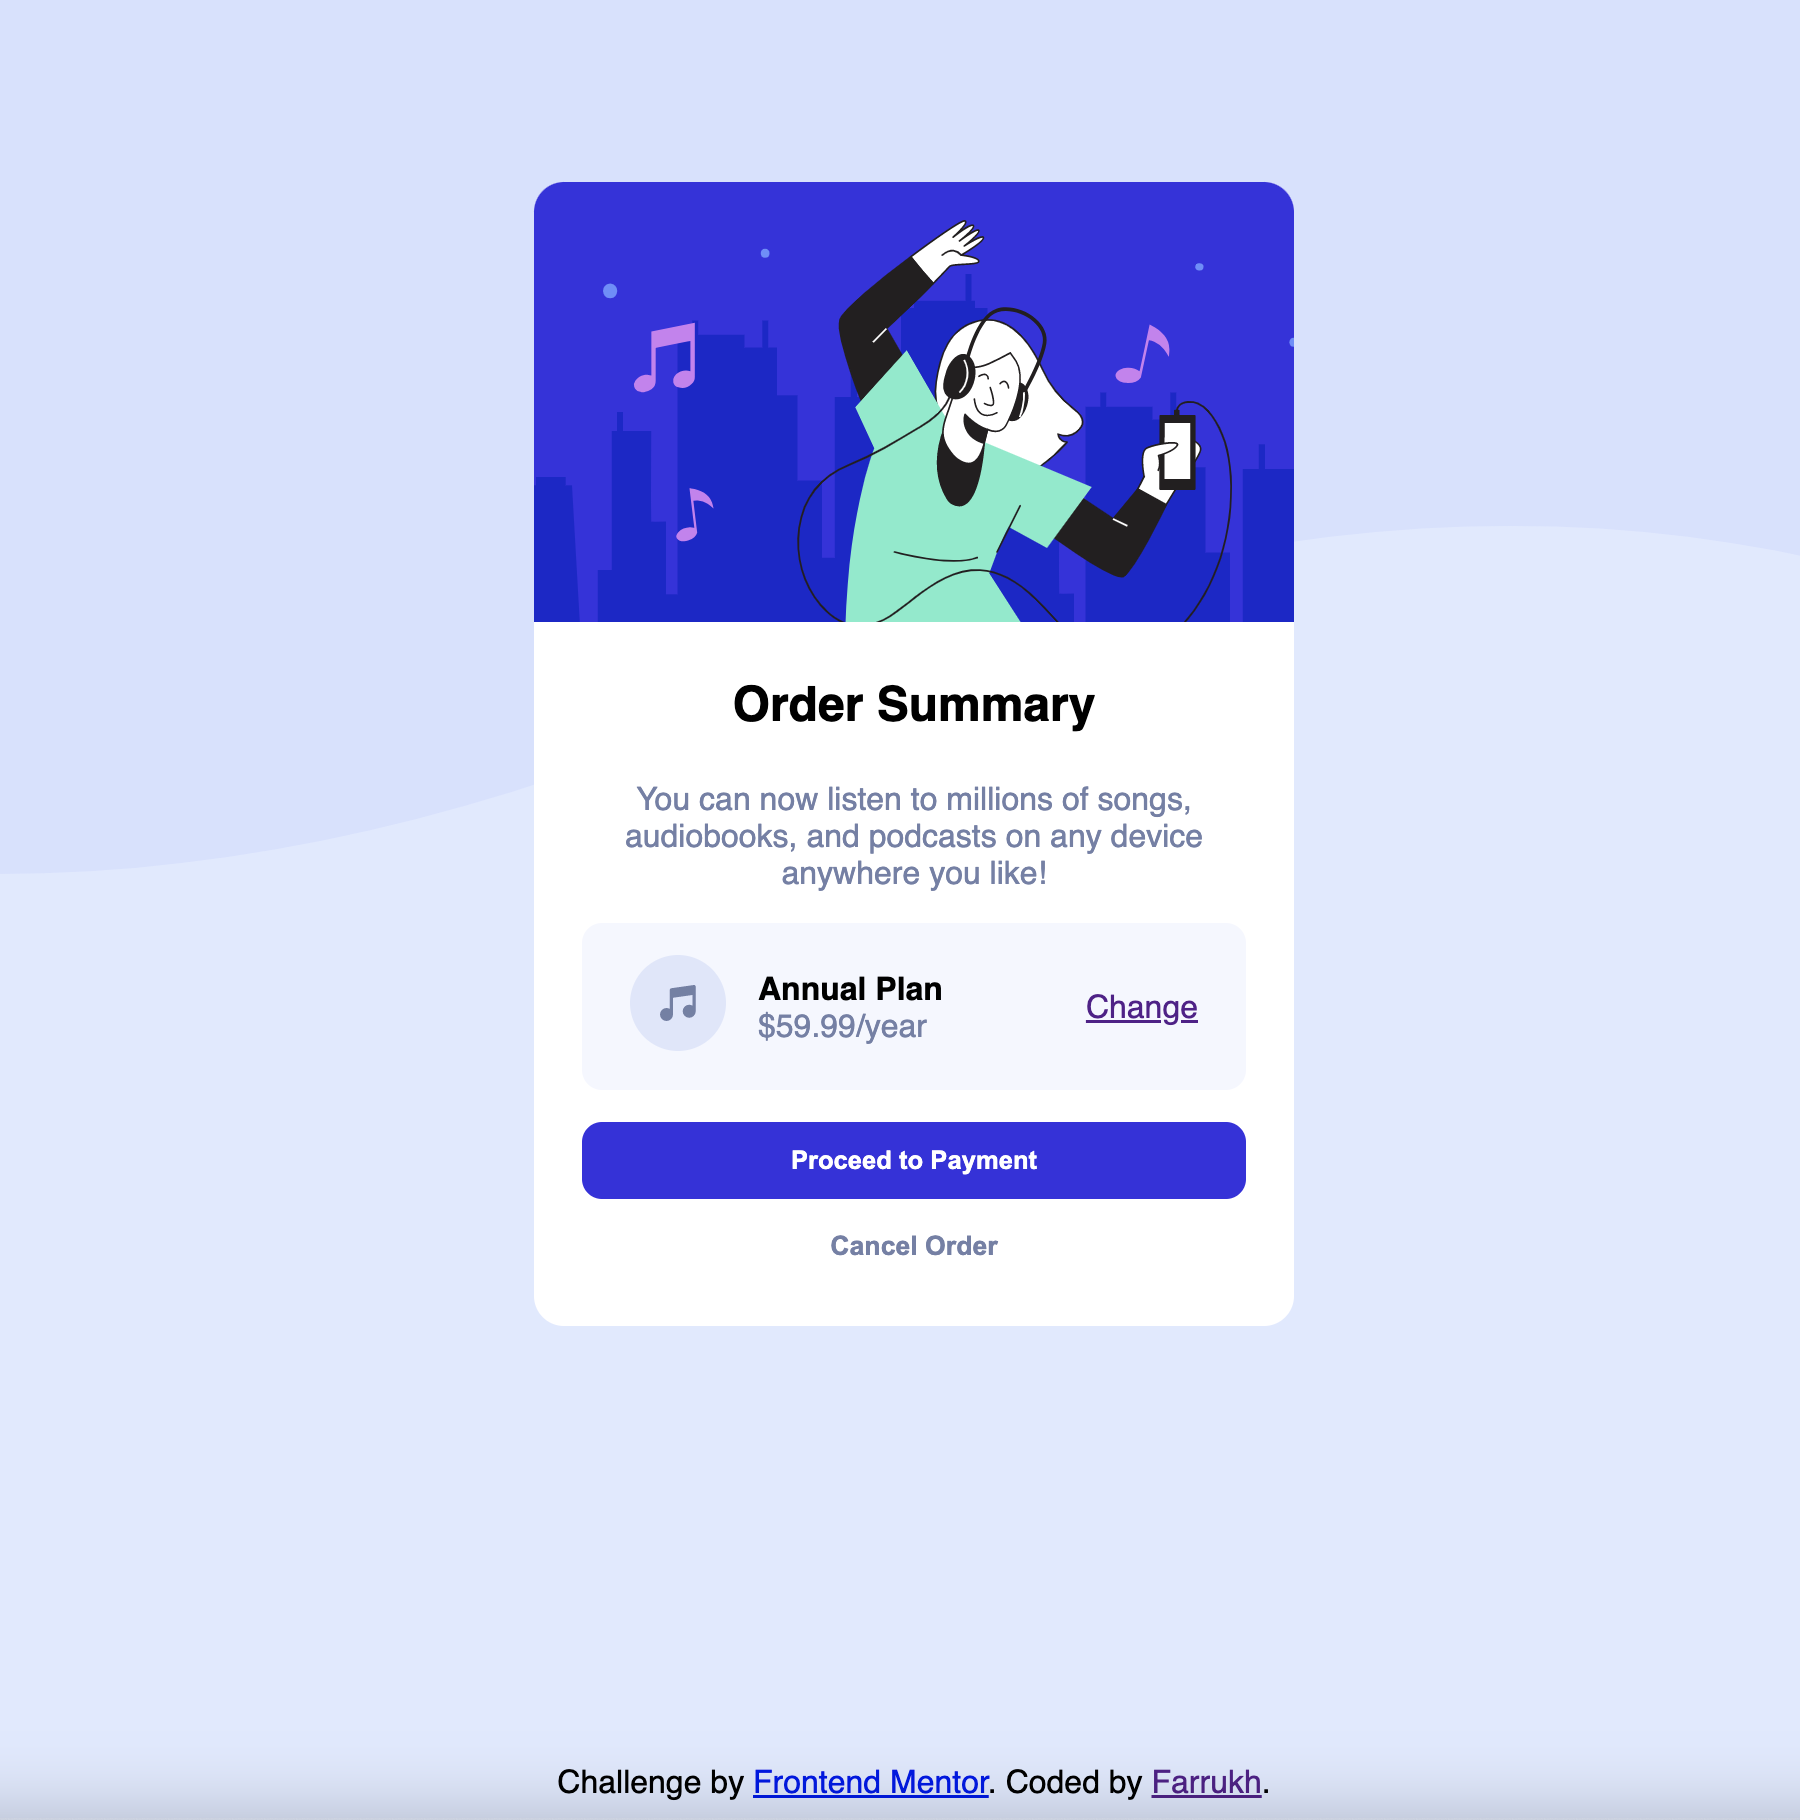 Order Summary
You can now listen to millions of songs,
audiobooks, and podcasts on any device
anywhere you like!
Annual Plan
$59.99/year
Change
Proceed to Payment
Cancel Order
Challenge by Frontend Mentor. Coded by Farrukh.